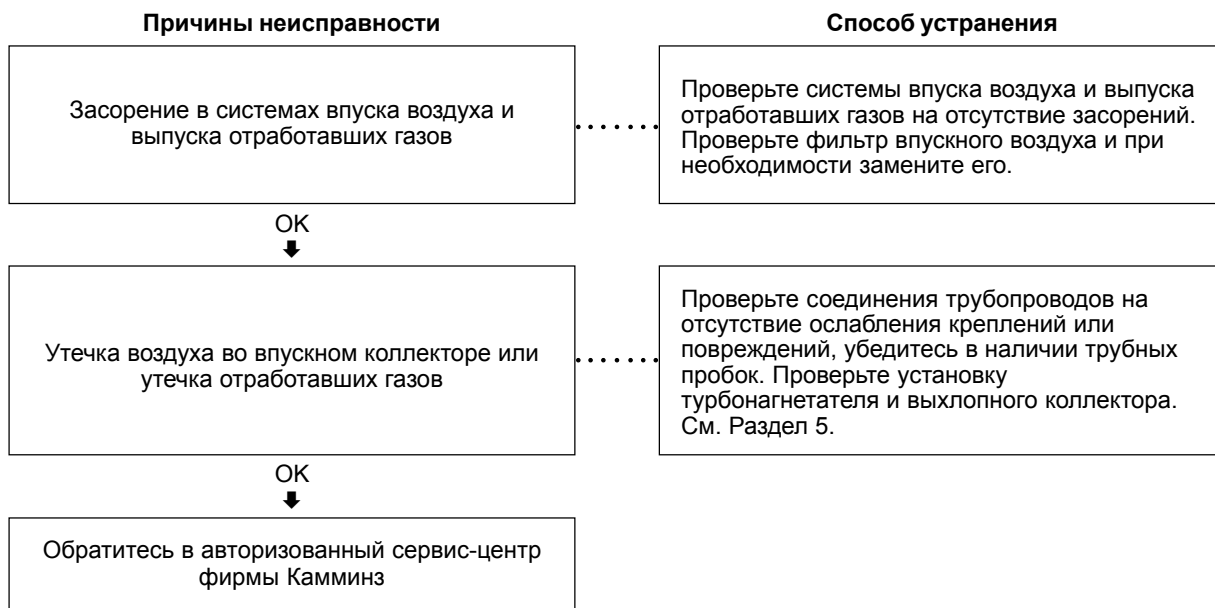 Причины неисправности
Способ устранения
Засорение в системах впуска воздуха и
выпуска отработавших газов
Проверьте системы впуска воздуха и выпуска
отработавших газов на отсутствие засорений.
Проверьте фильтр впускного воздуха и при
необходимости замените его.
OK
Утечка воздуха во впускном коллекторе или
утечка отработавших газов
Проверьте соединения трубопроводов на
отсутствие ослабления креплений или
повреждений, убедитесь в наличии трубных
пробок. Проверьте установку
турбонагнетателя и выхлопного коллектора.
См. Раздел 5.
OK
Обратитесь в авторизованный сервис-центр
фирмы Камминз